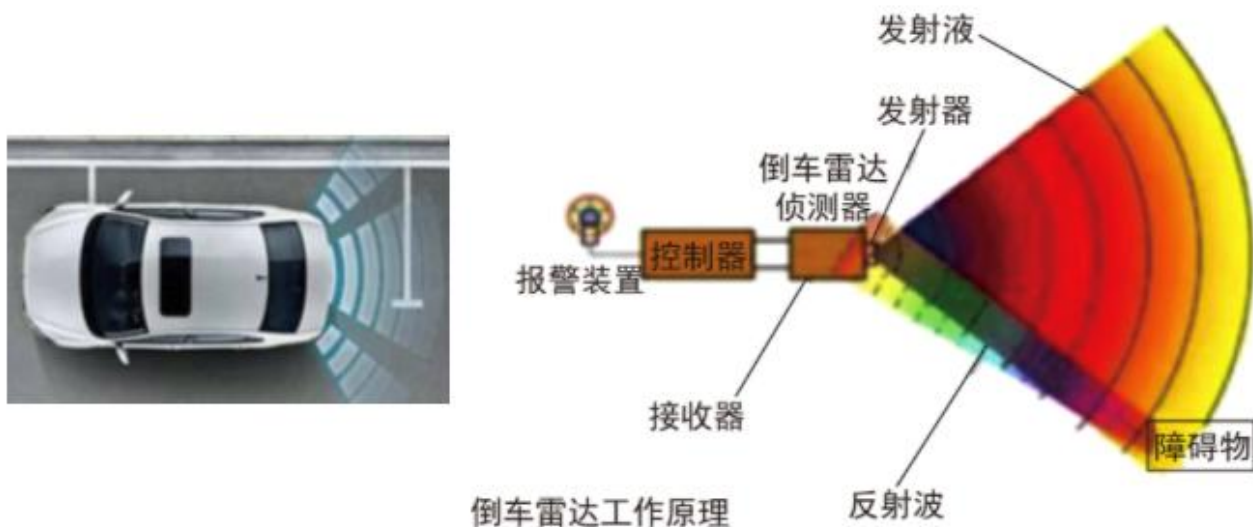 发射液
发射器
倒车雷达
侦测器
控制器
报警装置
接收器
障碍物
反射波
倒车雷达工作原理